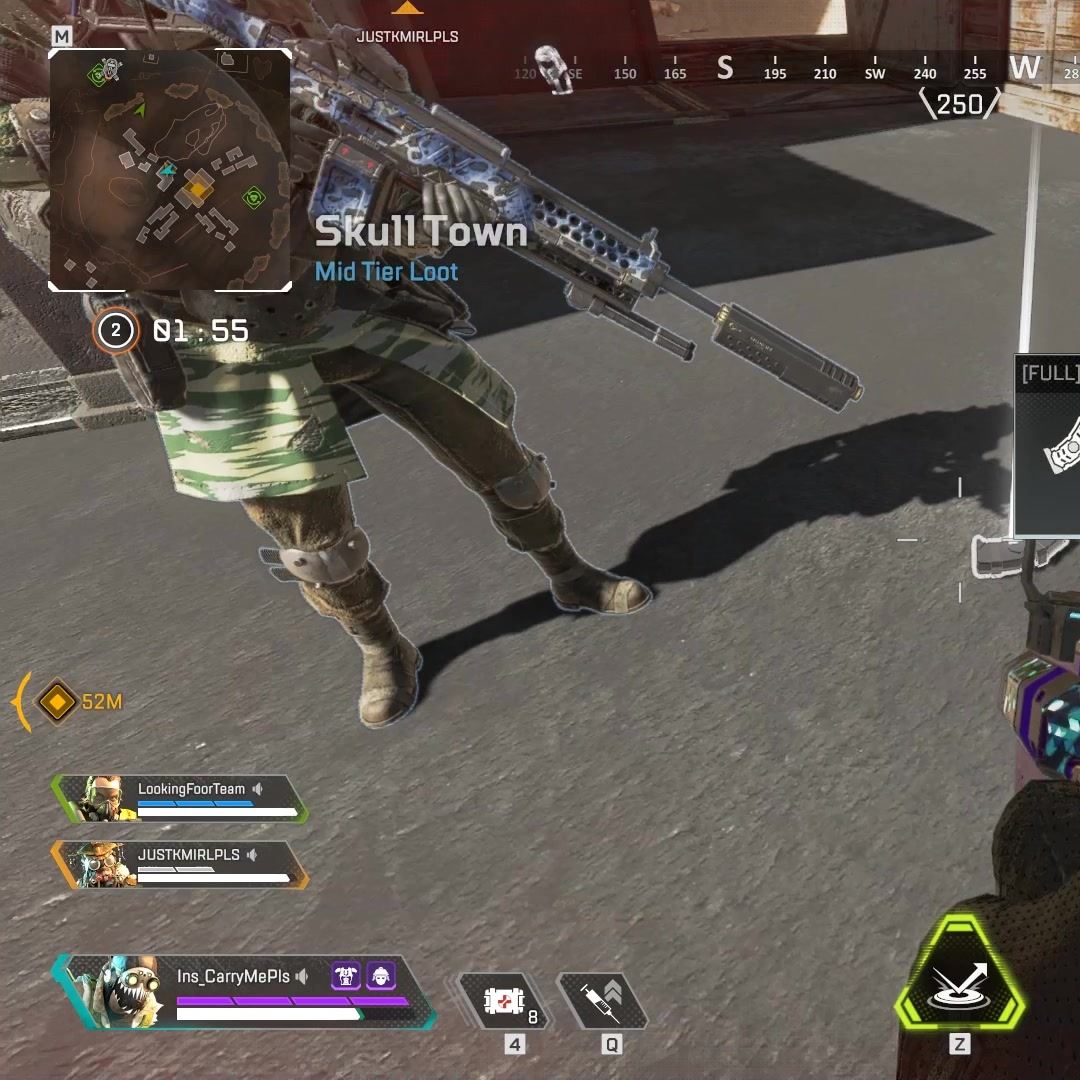 M
JUSTKMIRLPLS
120 SE 150 165 S 195 210 SW 240 255 W 28
250
Skull Town
Mid Tier Loot
2 01:55
[FULL]
52M
LookingFoorTeam
JUSTKMIRLPLS
Ins_CarryMePls
8
4 Q Z